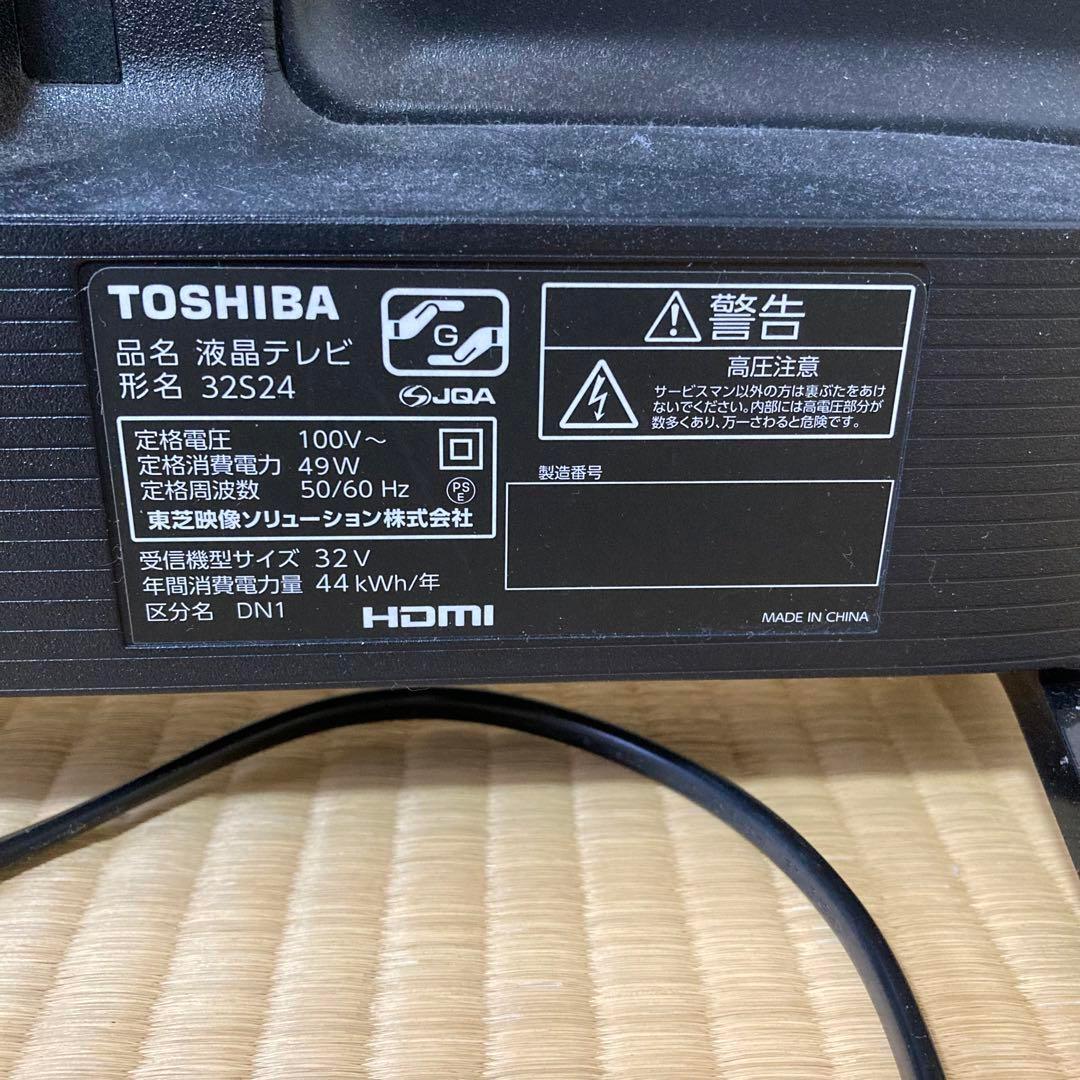 TOSHIBA
品名 液晶テレビ
形名 32S24
G
JQA
定格電圧 100V～
定格消費電力 49W
定格周波数 50/60 Hz
PS
E
東芝映像ソリューション株式会社
受信機型サイズ 32V
年間消費電力量 44kWh/年
区分名 DN1
HDMI
警告
高圧注意
サービスマン以外の方は裏ぶたをあけ
ないでください。内部には高電圧部分が
数多くあり、万一さわると危険です。
製造番号
MADE IN CHINA